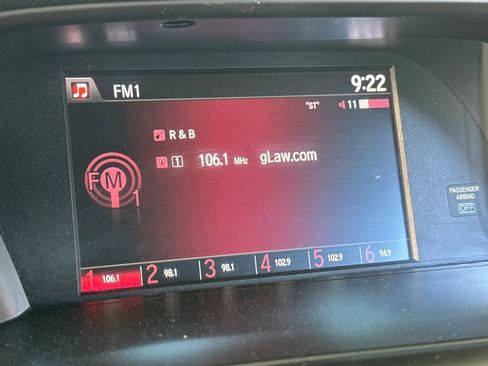 FM1 9:22
"ST" 11
R & B
1 106.1 MHz gLaw.com
FM 1
PASSENGER
AIRBAG
OFF
1 106.1 2 98.1 3 98.1 4 102.9 5 102.9 6 94.9